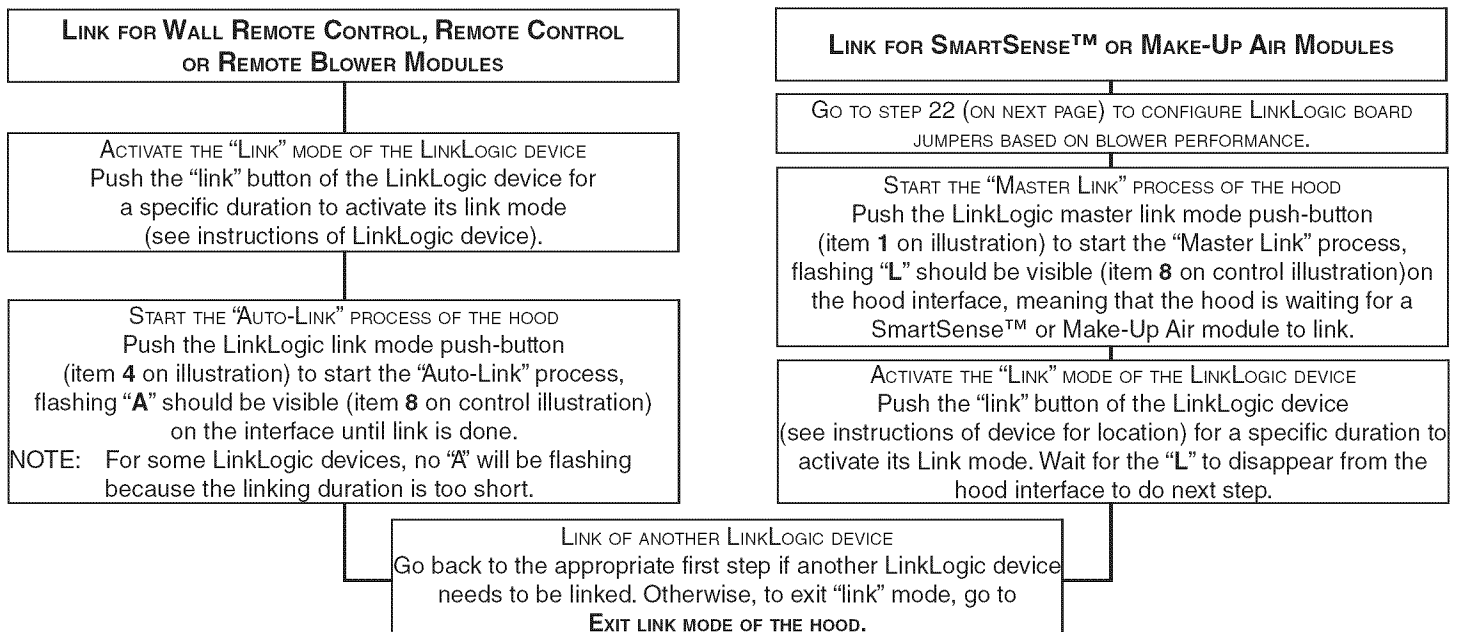 LINK FOR WALL REMOTE CONTROL, REMOTE CONTROL
OR REMOTE BLOWER MODULES
ACTIVATE THE “LINK” MODE OF THE LINKLOGIC DEVICE
Push the “link” button of the LinkLogic device for
a specific duration to activate its link mode
(see instructions of LinkLogic device).
START THE “AUTO-LINK” PROCESS OF THE HOOD
Push the LinkLogic link mode push-button
(item 4 on illustration) to start the “Auto-Link” process,
flashing “A” should be visible (item 8 on control illustration)
on the interface until link is done.
NOTE: For some LinkLogic devices, no “A” will be flashing
because the linking duration is too short.
LINK FOR SMARTSENSE™ OR MAKE-UP AIR MODULES
GO TO STEP 22 (ON NEXT PAGE) TO CONFIGURE LINKLOGIC BOARD
JUMPERS BASED ON BLOWER PERFORMANCE.
START THE “MASTER LINK” PROCESS OF THE HOOD
Push the LinkLogic master link mode push-button
(item 1 on illustration) to start the “Master Link” process,
flashing “L” should be visible (item 8 on control illustration)on
the hood interface, meaning that the hood is waiting for a
SmartSense™ or Make-Up Air module to link.
ACTIVATE THE “LINK” MODE OF THE LINKLOGIC DEVICE
Push the “link” button of the LinkLogic device
(see instructions of device for location) for a specific duration to
activate its Link mode. Wait for the “L” to disappear from the
hood interface to do next step.
LINK OF ANOTHER LINKLOGIC DEVICE
Go back to the appropriate first step if another LinkLogic device
needs to be linked. Otherwise, to exit “link” mode, go to
EXIT LINK MODE OF THE HOOD.